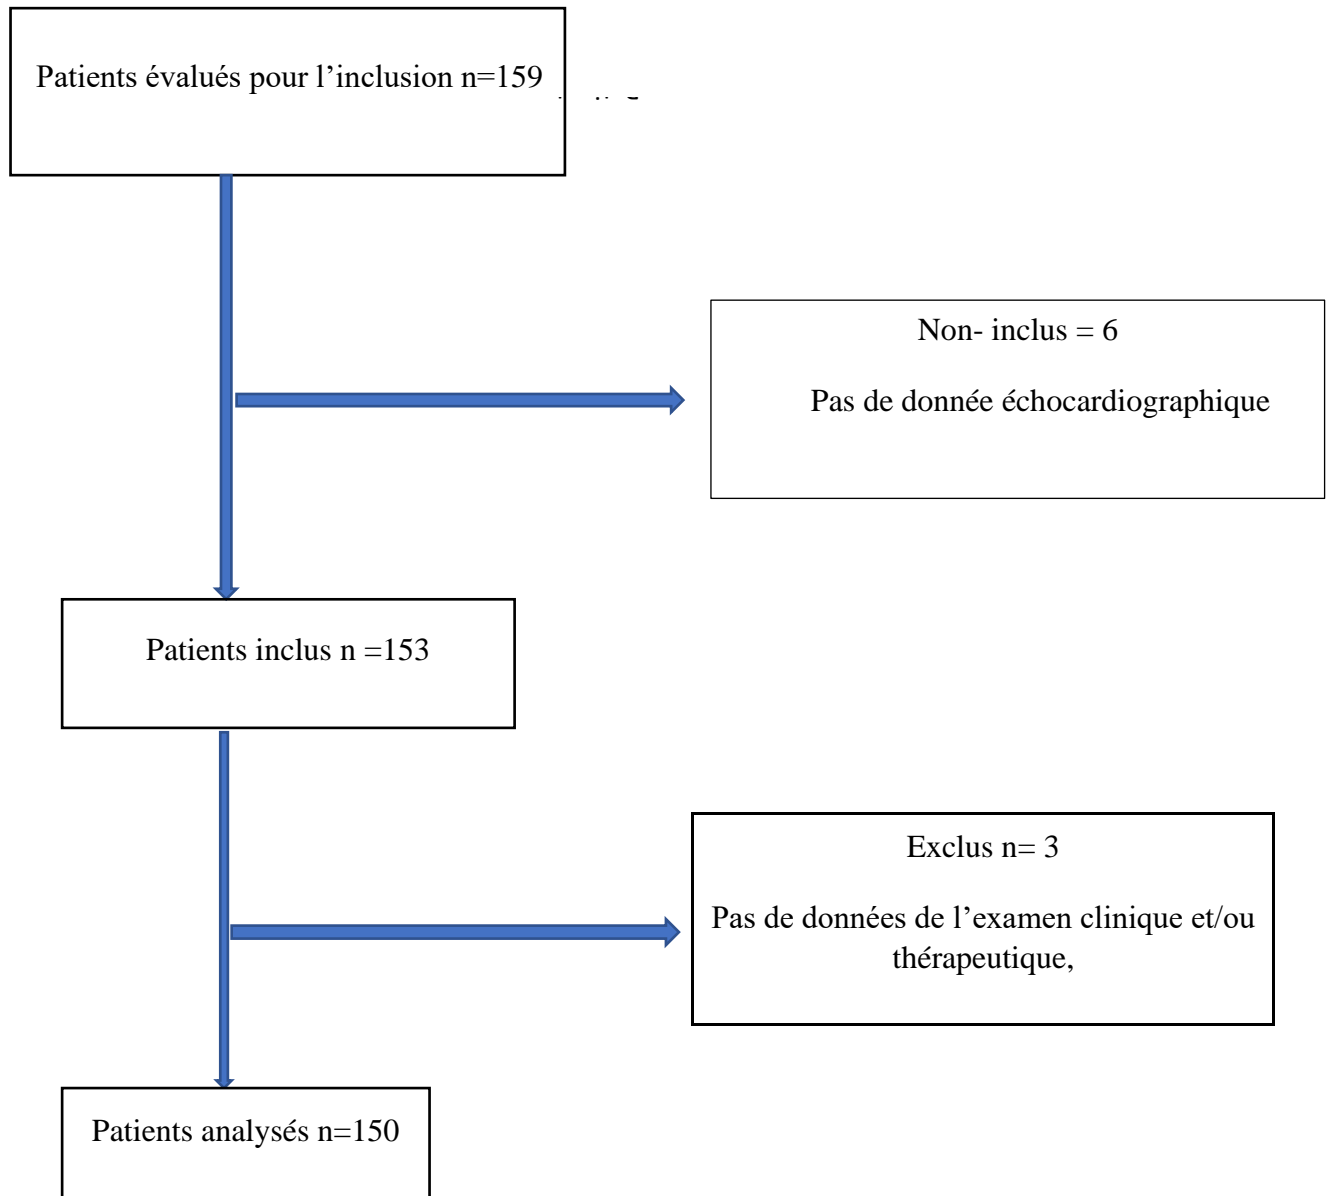 Patients évalués pour l’inclusion n=159
Non- inclus = 6
Pas de donnée échocardiographique
Patients inclus n =153
Exclus n= 3
Pas de données de l’examen clinique et/ou
thérapeutique,
Patients analysés n=150